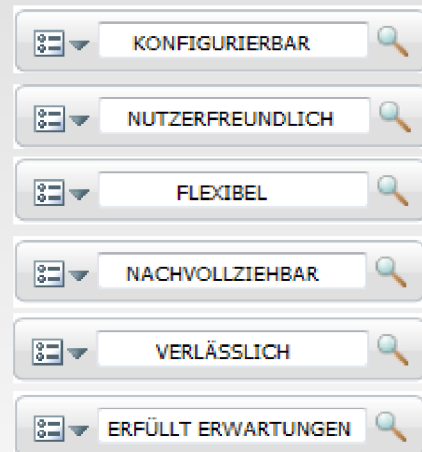 KONFIGURIERBAR
NUTZERFREUNDLICH
FLEXIBEL
NACHVOLLZIEHBAR
VERLÄSSLICH
ERFÜLLT ERWARTUNGEN